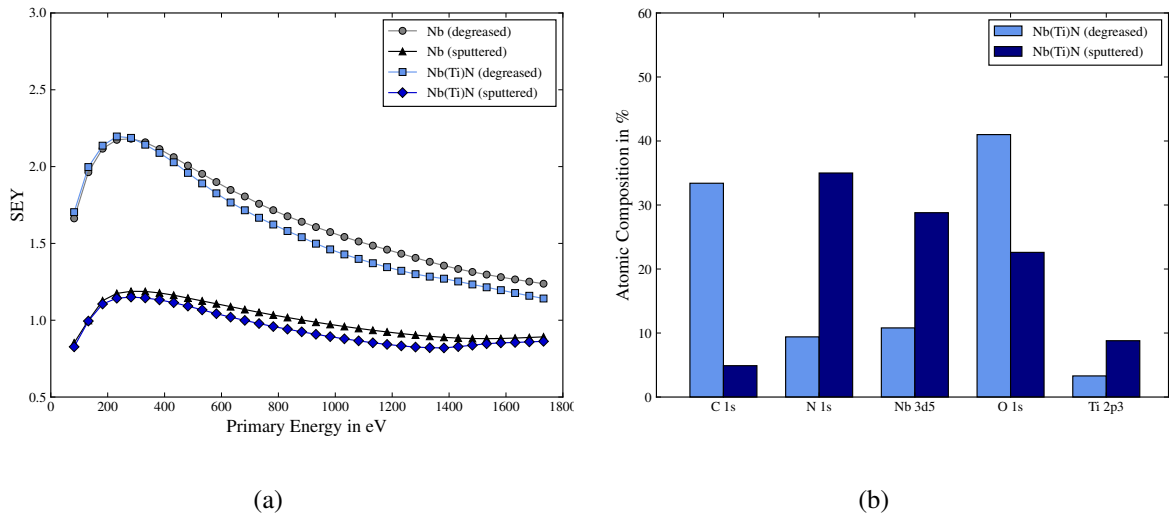 3.0
2.5
2.0
1.5
1.0
0.5
SEY
0
200
400
600
800
1000
1200
1400
1600
1800
Primary Energy in eV
Nb (degreased)
Nb (sputtered)
Nb(Ti)N (degreased)
Nb(Ti)N (sputtered)
(a)
60
50
40
30
20
10
0
Atomic Composition in %
C 1s
N 1s
Nb 3d5
O 1s
Ti 2p3
Nb(Ti)N (degreased)
Nb(Ti)N (sputtered)
(b)